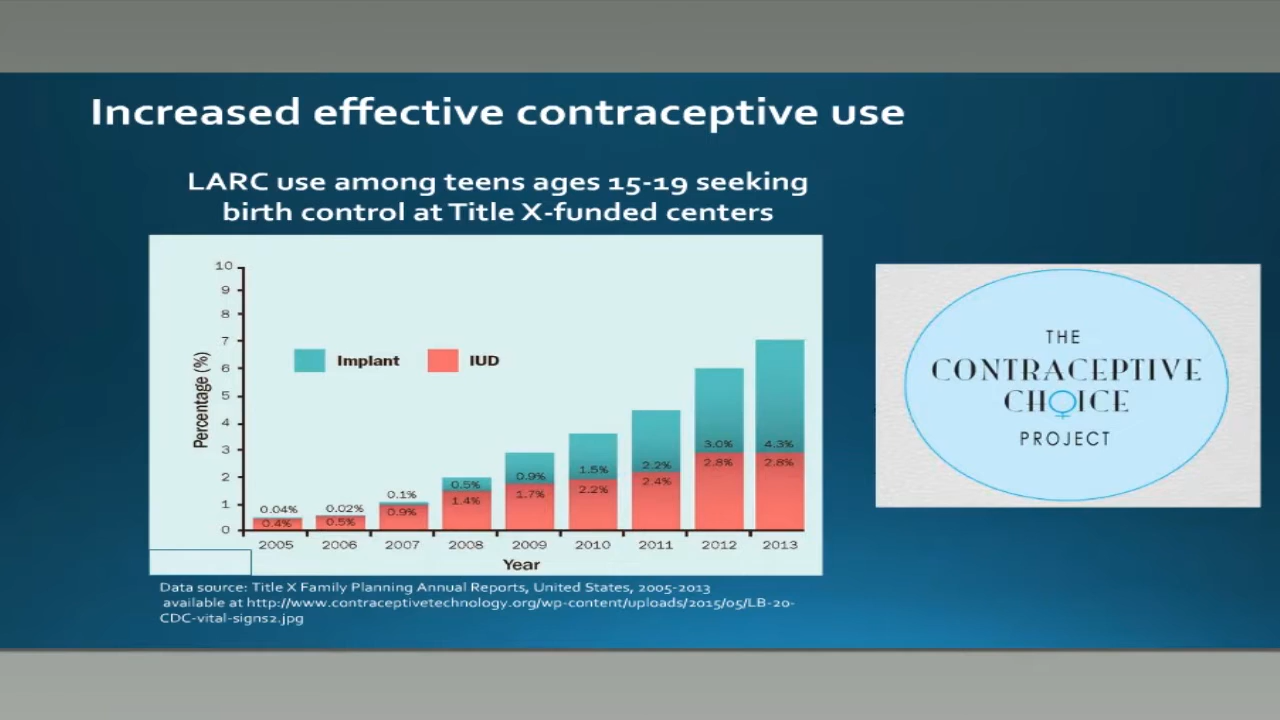 Increased effective contraceptive use
LARC use among teens ages 15-19 seeking
birth control at Title X-funded centers
10
9
8
7
6
5
4
3
2
1
0
Percentage (%)
Implant
IUD
0.04%
0.4%
0.02%
0.5%
0.1%
0.9%
0.5%
1.4%
0.9%
1.7%
1.5%
2.2%
2.2%
2.4%
3.0%
2.8%
4.3%
2.8%
2005 2006 2007 2008 2009 2010 2011 2012 2013
Year
Data source: Title X Family Planning Annual Reports, United States, 2005-2013
available at http://www.contraceptivetechnology.org/wp-content/uploads/2015/05/LB-20-
CDC-vital-signs2.jpg
THE
CONTRACEPTIVE
CHOICE
PROJECT